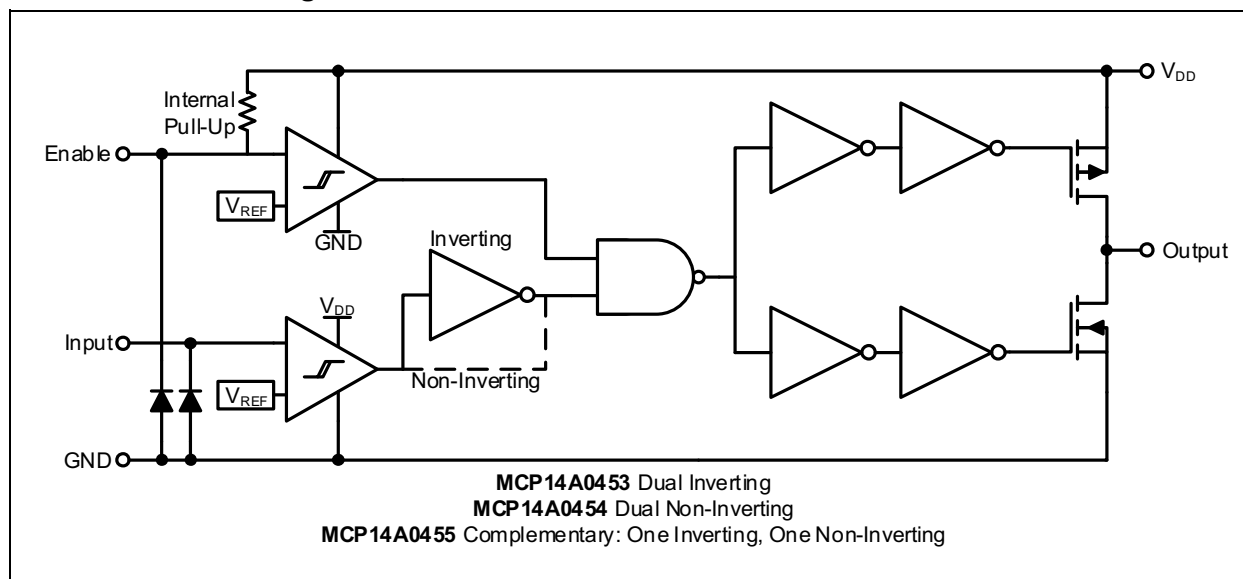 Internal
Pull-Up
V_DD
Enable
V_REF
GND
Inverting
Output
V_DD
Input
Non-Inverting
V_REF
GND
MCP14A0453 Dual Inverting
MCP14A0454 Dual Non-Inverting
MCP14A0455 Complementary: One Inverting, One Non-Inverting